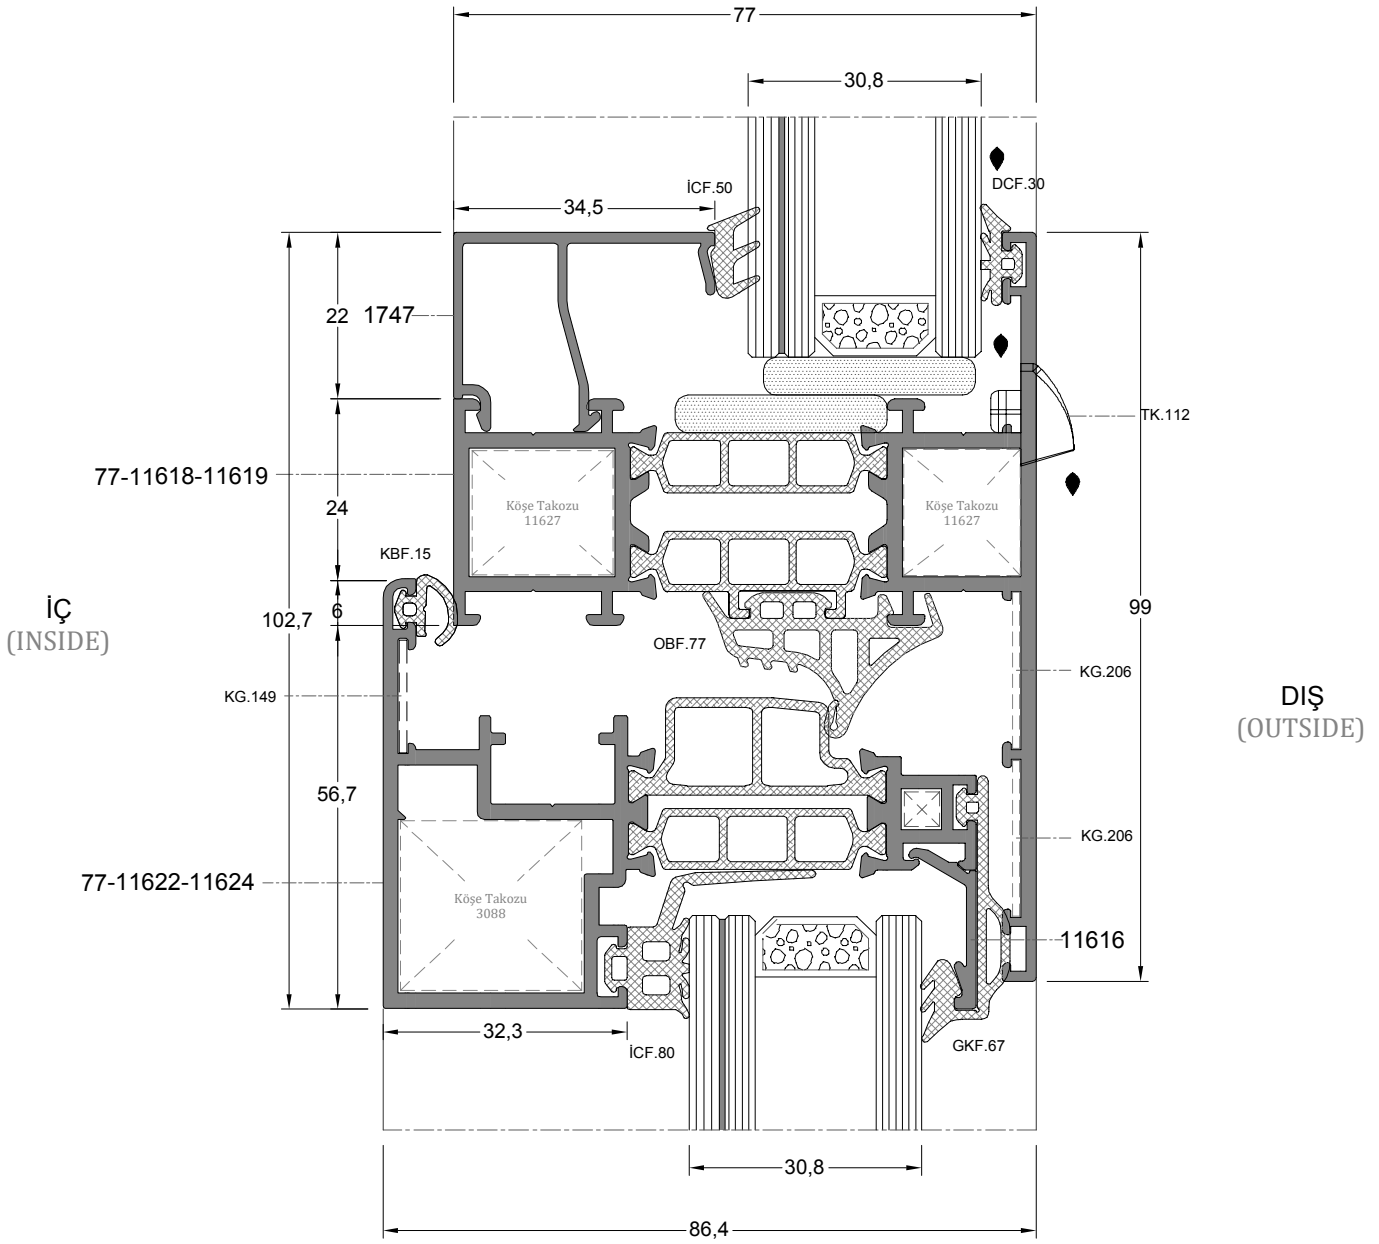 77
30,8
İCF.50
DCF.30
34,5
22
1747
TK.112
77-11618-11619
24
Köşe Takozu
11627
Köşe Takozu
11627
KBF.15
İÇ
(INSIDE)
102,7
6
99
OBF.77
KG.149
KG.206
DIŞ
(OUTSIDE)
56,7
KG.206
77-11622-11624
Köşe Takozu
3088
11616
32,3
İCF.80
GKF.67
30,8
86,4